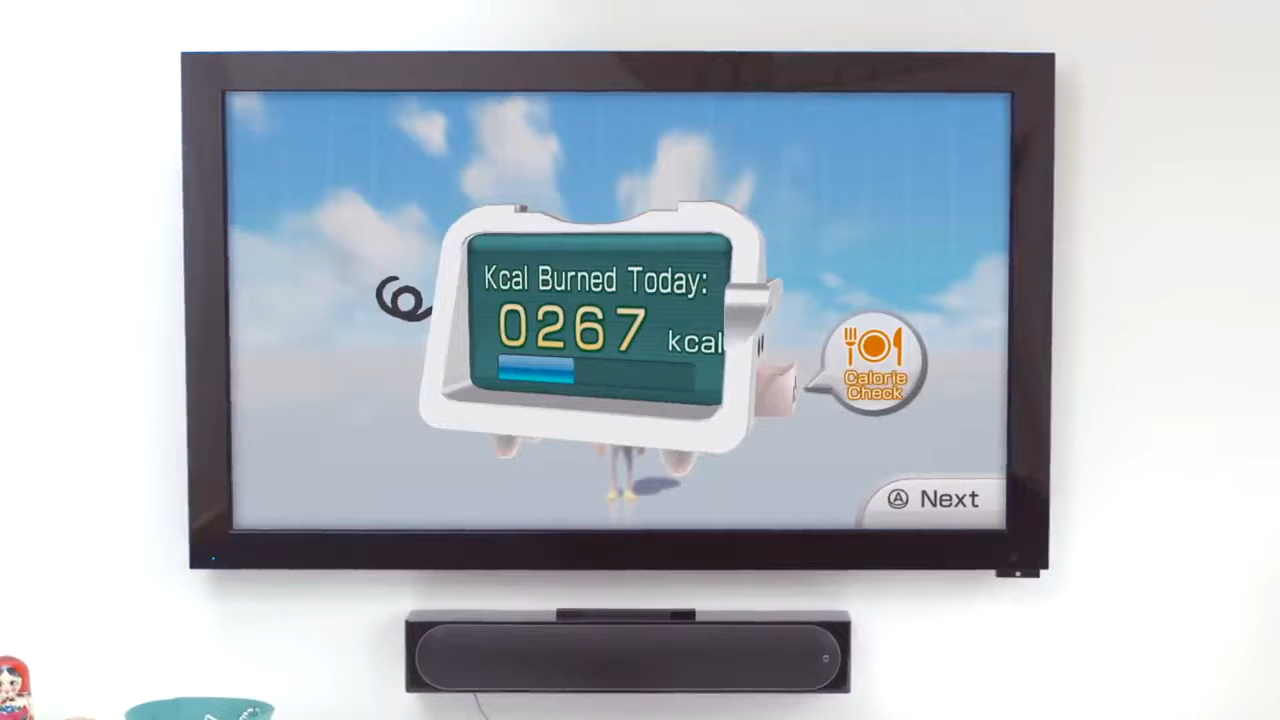 Kcal Burned Today:
0267 kcal
Calorie
Check
Ⓐ Next